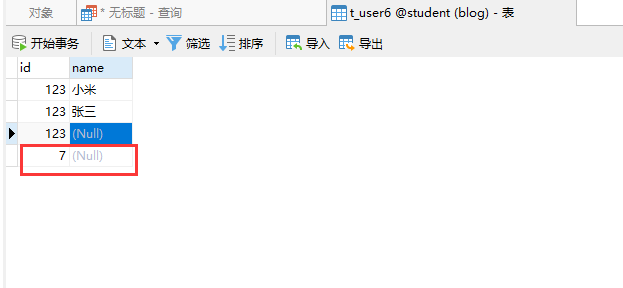 对象 * 无标题 - 查询 t_user6 @student (blog) - 表
开始事务 文本 筛选 排序 导入 导出
id name
123 小米
123 张三
123 (Null)
7 (Null)